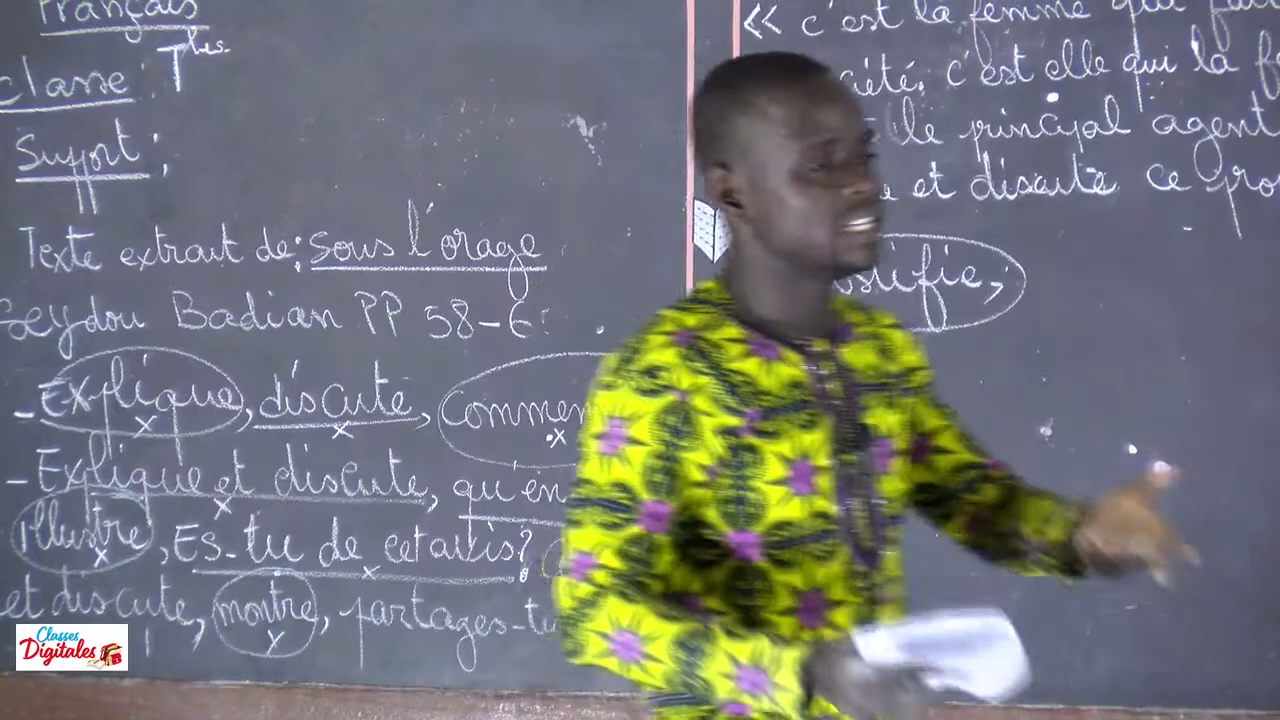 Français
Classe : Tles
Support :
Texte extrait de : Sous l'orage
Seydou Badian PP 58-6
- Explique, discute, Commen
- Explique et discute, qu'en
illustre, Es-tu de cet avis ?
et discute, montre, partages-tu
« c'est la femme qui fai
ciété, c'est elle qui la f
le principal agent
et discute ce pro
ustifie,
Classes
Digitales